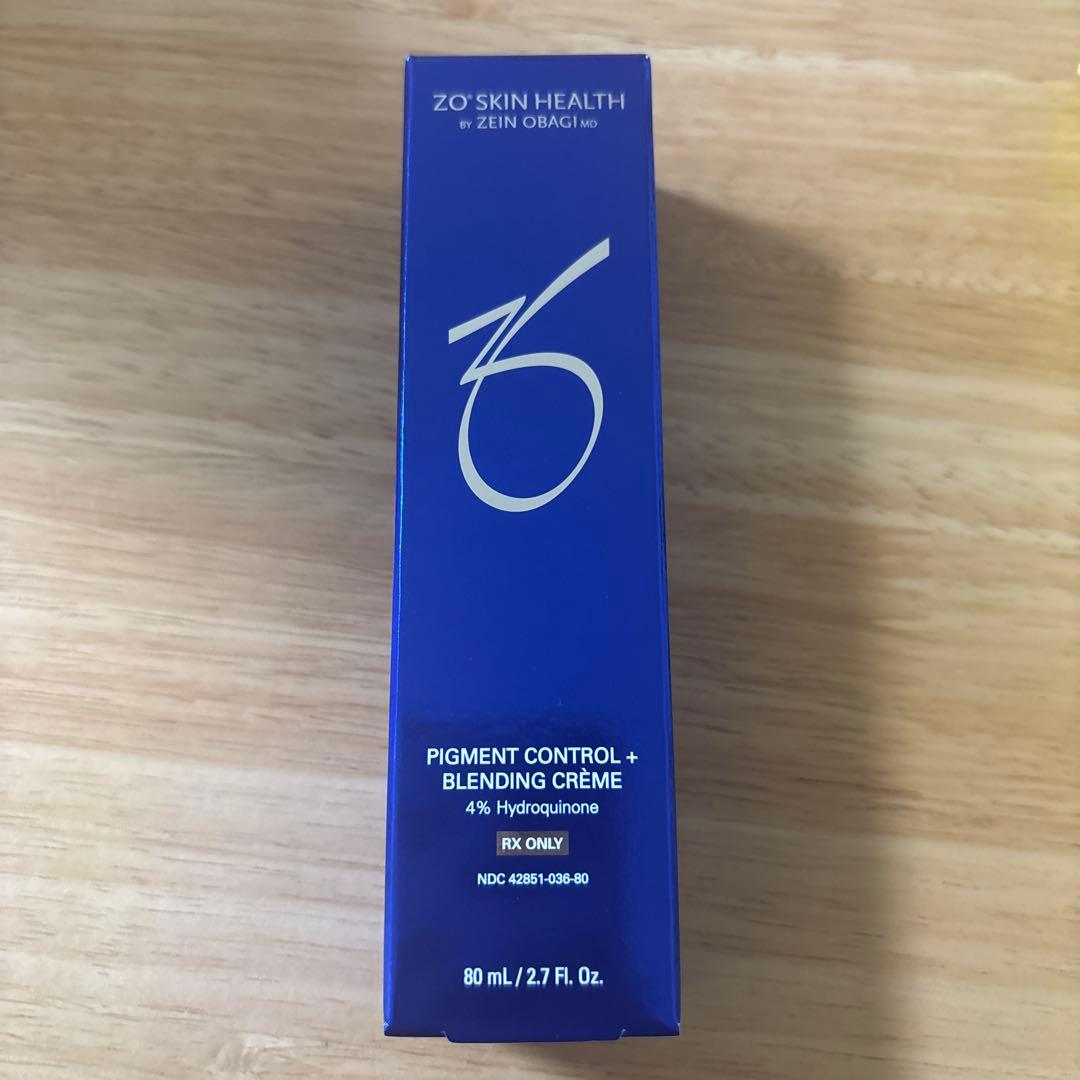 ZO® SKIN HEALTH
BY ZEIN OBAGI MD
ZO
PIGMENT CONTROL +
BLENDING CRÈME
4% Hydroquinone
RX ONLY
NDC 42851-036-80
80 mL / 2.7 Fl. Oz.